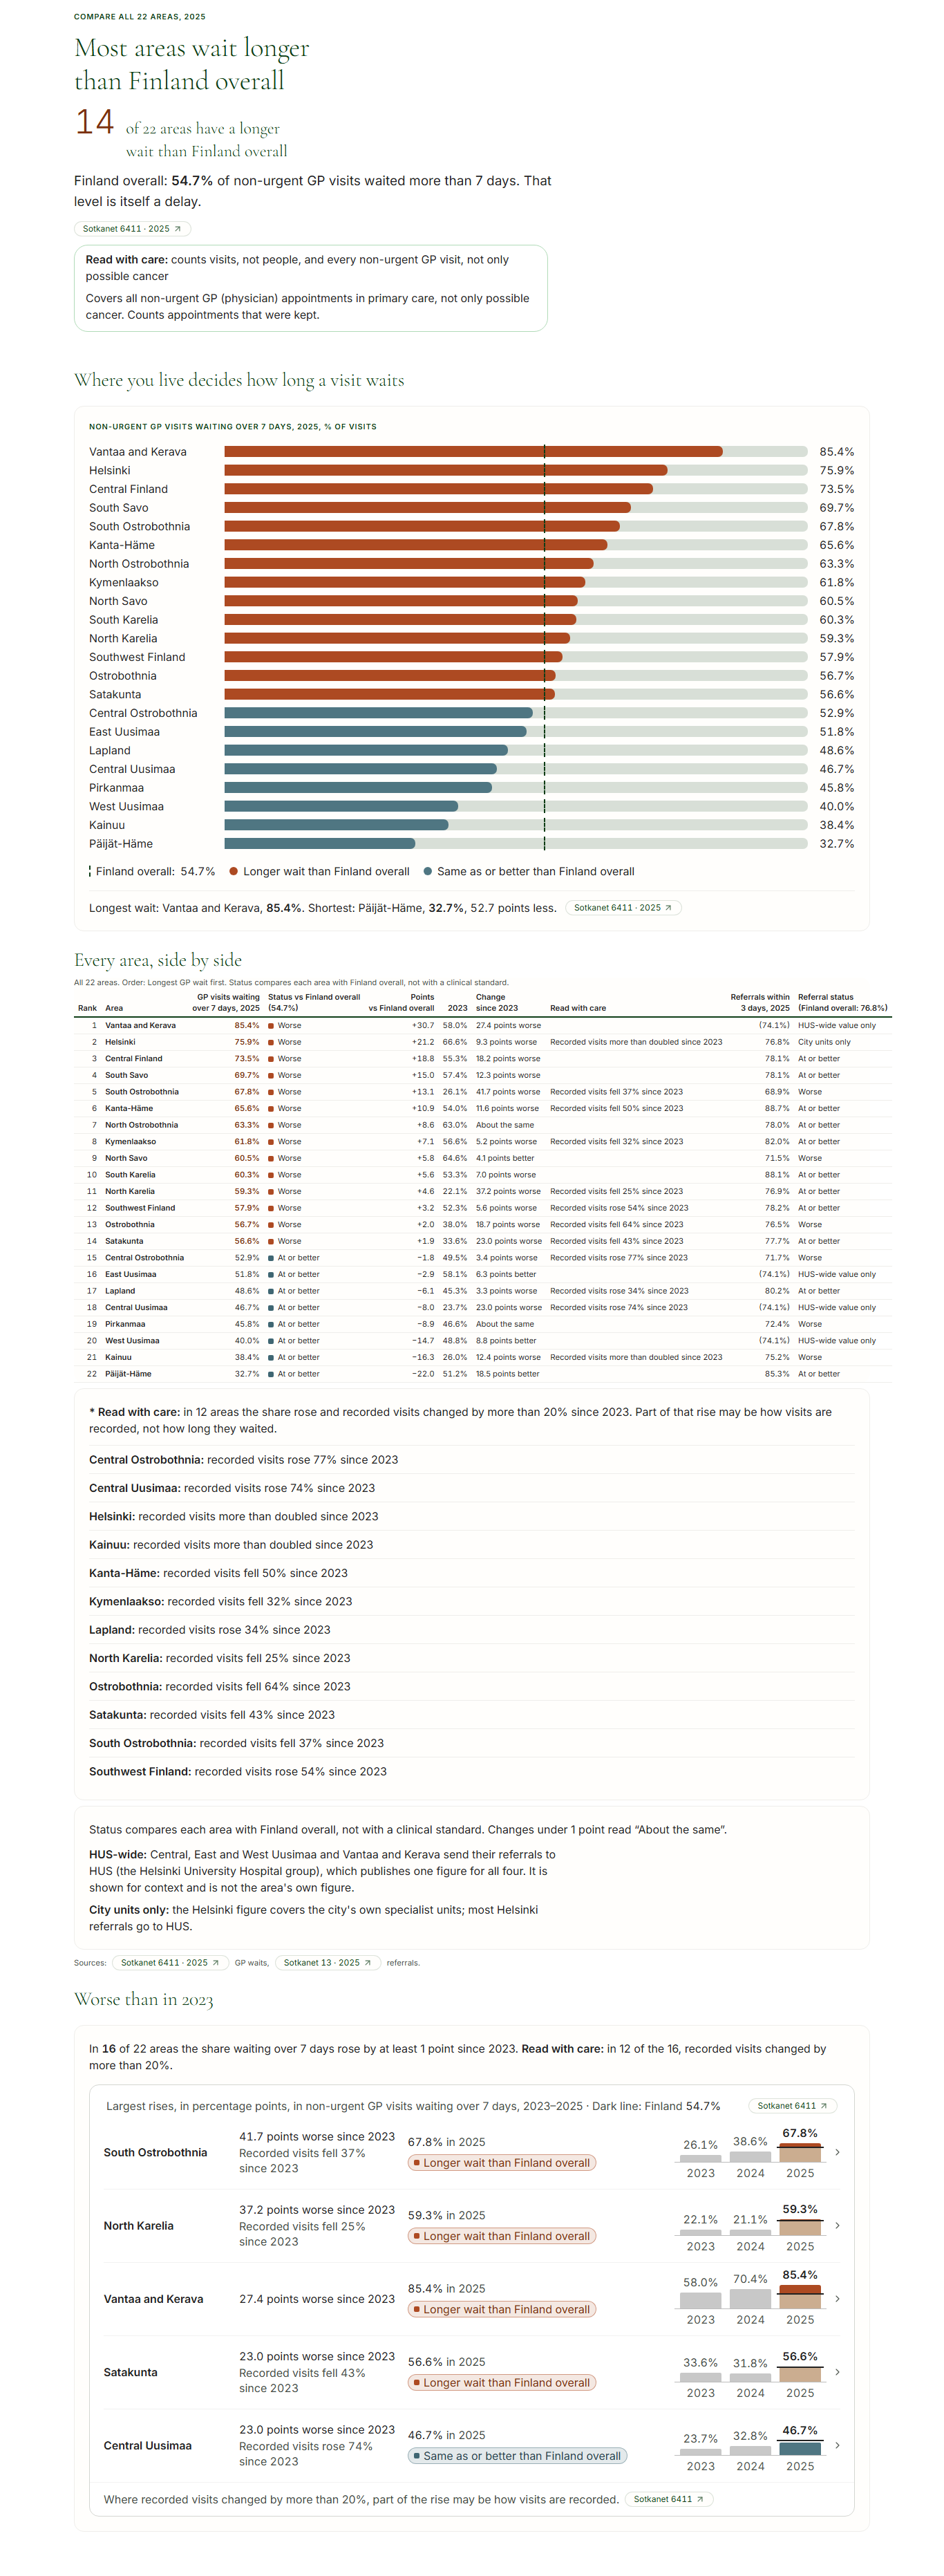 COMPARE ALL 22 AREAS, 2025
Most areas wait longer
than Finland overall
14 of 22 areas have a longer
wait than Finland overall
Finland overall: 54.7% of non-urgent GP visits waited more than 7 days. That
level is itself a delay.
Sotkanet 6411 · 2025 ↗
Read with care: counts visits, not people, and every non-urgent GP visit, not only
possible cancer
Covers all non-urgent GP (physician) appointments in primary care, not only possible
cancer. Counts appointments that were kept.
Where you live decides how long a visit waits
NON-URGENT GP VISITS WAITING OVER 7 DAYS, 2025, % OF VISITS
Vantaa and Kerava 85.4%
Helsinki 75.9%
Central Finland 73.5%
South Savo 69.7%
South Ostrobothnia 67.8%
Kanta-Häme 65.6%
North Ostrobothnia 63.3%
Kymenlaakso 61.8%
North Savo 60.5%
South Karelia 60.3%
North Karelia 59.3%
Southwest Finland 57.9%
Ostrobothnia 56.7%
Satakunta 56.6%
Central Ostrobothnia 52.9%
East Uusimaa 51.8%
Lapland 48.6%
Central Uusimaa 46.7%
Pirkanmaa 45.8%
West Uusimaa 40.0%
Kainuu 38.4%
Päijät-Häme 32.7%
Finland overall: 54.7% Longer wait than Finland overall Same as or better than Finland overall
Longest wait: Vantaa and Kerava, 85.4%. Shortest: Päijät-Häme, 32.7%, 52.7 points less. Sotkanet 6411 · 2025 ↗
Every area, side by side
All 22 areas. Order: Longest GP wait first. Status compares each area with Finland overall, not with a clinical standard.
GP visits waiting Status vs Finland overall Points Change Referrals within Referral status
Rank Area over 7 days, 2025 (54.7%) vs Finland overall 2023 since 2023 Read with care 3 days, 2025 (Finland overall: 76.8%)
1 Vantaa and Kerava 85.4% Worse +30.7 58.0% 27.4 points worse (74.1%) HUS-wide value only
2 Helsinki 75.9% Worse +21.2 66.6% 9.3 points worse Recorded visits more than doubled since 2023 76.8% City units only
3 Central Finland 73.5% Worse +18.8 55.3% 18.2 points worse 78.1% At or better
4 South Savo 69.7% Worse +15.0 57.4% 12.3 points worse 78.1% At or better
5 South Ostrobothnia 67.8% Worse +13.1 26.1% 41.7 points worse Recorded visits fell 37% since 2023 68.9% Worse
6 Kanta-Häme 65.6% Worse +10.9 54.0% 11.6 points worse Recorded visits fell 50% since 2023 88.7% At or better
7 North Ostrobothnia 63.3% Worse +8.6 63.0% About the same 78.0% At or better
8 Kymenlaakso 61.8% Worse +7.1 56.6% 5.2 points worse Recorded visits fell 32% since 2023 82.0% At or better
9 North Savo 60.5% Worse +5.8 64.6% 4.1 points better 71.5% Worse
10 South Karelia 60.3% Worse +5.6 53.3% 7.0 points worse 88.1% At or better
11 North Karelia 59.3% Worse +4.6 22.1% 37.2 points worse Recorded visits fell 25% since 2023 76.9% At or better
12 Southwest Finland 57.9% Worse +3.2 52.3% 5.6 points worse Recorded visits rose 54% since 2023 78.2% At or better
13 Ostrobothnia 56.7% Worse +2.0 38.0% 18.7 points worse Recorded visits fell 64% since 2023 76.5% Worse
14 Satakunta 56.6% Worse +1.9 33.6% 23.0 points worse Recorded visits fell 43% since 2023 77.7% At or better
15 Central Ostrobothnia 52.9% At or better −1.8 49.5% 3.4 points worse Recorded visits rose 77% since 2023 71.7% Worse
16 East Uusimaa 51.8% At or better −2.9 58.1% 6.3 points better (74.1%) HUS-wide value only
17 Lapland 48.6% At or better −6.1 45.3% 3.3 points worse Recorded visits rose 34% since 2023 80.2% At or better
18 Central Uusimaa 46.7% At or better −8.0 23.7% 23.0 points worse Recorded visits rose 74% since 2023 (74.1%) HUS-wide value only
19 Pirkanmaa 45.8% At or better −8.9 46.6% About the same 72.4% Worse
20 West Uusimaa 40.0% At or better −14.7 48.8% 8.8 points better (74.1%) HUS-wide value only
21 Kainuu 38.4% At or better −16.3 26.0% 12.4 points worse Recorded visits more than doubled since 2023 75.2% Worse
22 Päijät-Häme 32.7% At or better −22.0 51.2% 18.5 points better 85.3% At or better
* Read with care: in 12 areas the share rose and recorded visits changed by more than 20% since 2023. Part of that rise may be how visits are
recorded, not how long they waited.
Central Ostrobothnia: recorded visits rose 77% since 2023
Central Uusimaa: recorded visits rose 74% since 2023
Helsinki: recorded visits more than doubled since 2023
Kainuu: recorded visits more than doubled since 2023
Kanta-Häme: recorded visits fell 50% since 2023
Kymenlaakso: recorded visits fell 32% since 2023
Lapland: recorded visits rose 34% since 2023
North Karelia: recorded visits fell 25% since 2023
Ostrobothnia: recorded visits fell 64% since 2023
Satakunta: recorded visits fell 43% since 2023
South Ostrobothnia: recorded visits fell 37% since 2023
Southwest Finland: recorded visits rose 54% since 2023
Status compares each area with Finland overall, not with a clinical standard. Changes under 1 point read “About the same”.
HUS-wide: Central, East and West Uusimaa and Vantaa and Kerava send their referrals to
HUS (the Helsinki University Hospital group), which publishes one figure for all four. It is
shown for context and is not the area's own figure.
City units only: the Helsinki figure covers the city's own specialist units; most Helsinki
referrals go to HUS.
Sources: Sotkanet 6411 · 2025 ↗ GP waits, Sotkanet 13 · 2025 ↗ referrals.
Worse than in 2023
In 16 of 22 areas the share waiting over 7 days rose by at least 1 point since 2023. Read with care: in 12 of the 16, recorded visits changed by
more than 20%.
Largest rises, in percentage points, in non-urgent GP visits waiting over 7 days, 2023–2025 · Dark line: Finland 54.7% Sotkanet 6411 ↗
South Ostrobothnia
41.7 points worse since 2023
Recorded visits fell 37%
since 2023
67.8% in 2025
Longer wait than Finland overall
26.1% 38.6% 67.8%
2023 2024 2025
North Karelia
37.2 points worse since 2023
Recorded visits fell 25%
since 2023
59.3% in 2025
Longer wait than Finland overall
22.1% 21.1% 59.3%
2023 2024 2025
Vantaa and Kerava
27.4 points worse since 2023
85.4% in 2025
Longer wait than Finland overall
58.0% 70.4% 85.4%
2023 2024 2025
Satakunta
23.0 points worse since 2023
Recorded visits fell 43%
since 2023
56.6% in 2025
Longer wait than Finland overall
33.6% 31.8% 56.6%
2023 2024 2025
Central Uusimaa
23.0 points worse since 2023
Recorded visits rose 74%
since 2023
46.7% in 2025
Same as or better than Finland overall
23.7% 32.8% 46.7%
2023 2024 2025
Where recorded visits changed by more than 20%, part of the rise may be how visits are recorded. Sotkanet 6411 ↗